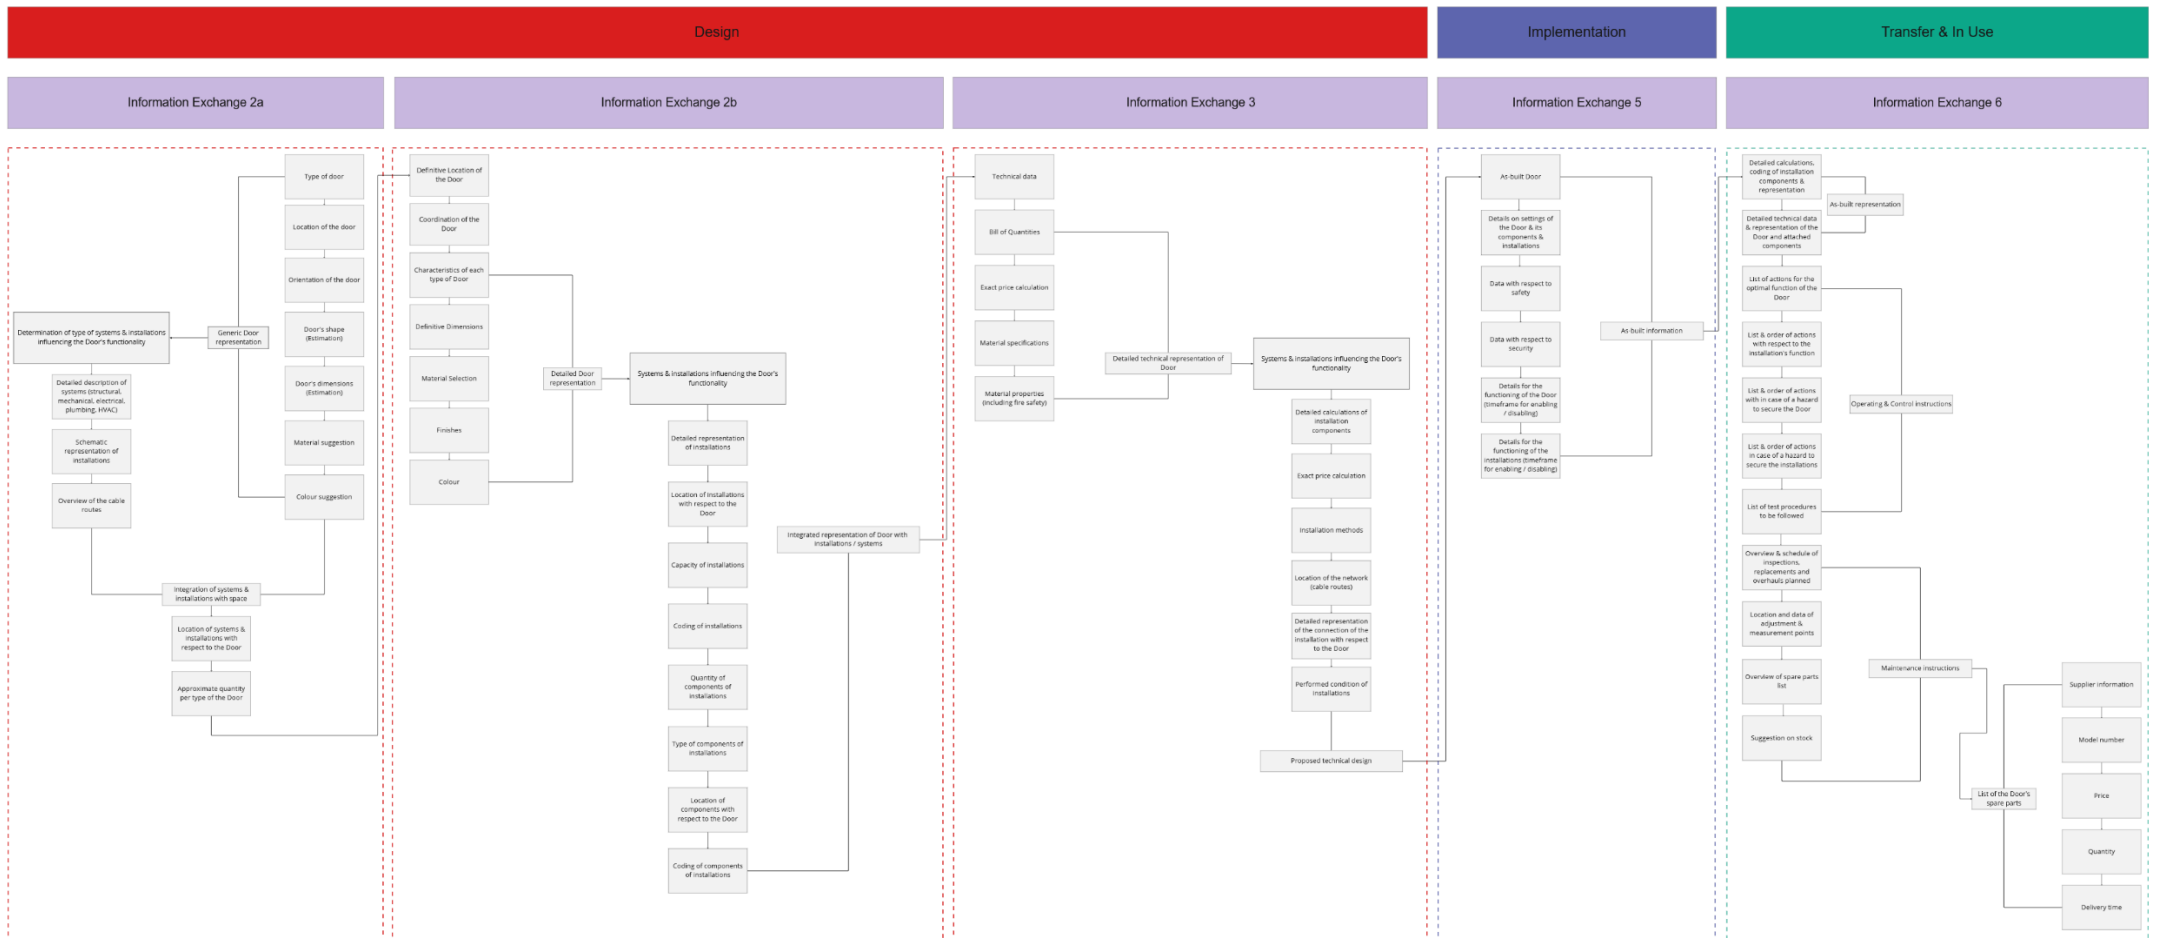 Design
Implementation
Transfer & In Use
Information Exchange 2a
Information Exchange 2b
Information Exchange 3
Information Exchange 5
Information Exchange 6
Type of door
Location of the door
Orientation of the door
Door's shape
(Estimation)
Door's dimensions
(Estimation)
Material suggestion
Colour suggestion
Generic Door
representation
Determination of type of systems & installations
influencing the Door's functionality
Detailed description of
systems (structural,
mechanical, electrical,
plumbing, HVAC)
Schematic
representation of
installations
Overview of the cable
routes
Integration of systems &
installations with space
Location of systems &
installations with
respect to the Door
Approximate quantity
per type of the Door
Definitive Location of
the Door
Coordination of the
Door
Characteristics of each
type of Door
Definitive Dimensions
Material Selection
Finishes
Colour
Detailed Door
representation
Systems & installations influencing the Door's
functionality
Detailed representation
of installations
Location of installations
with respect to the
Door
Capacity of installations
Coding of installations
Quantity of
components of
installations
Type of components of
installations
Location of
components with
respect to the Door
Coding of components
of installations
Integrated representation of Door with
installations / systems
Technical data
Bill of Quantities
Exact price calculation
Material specifications
Material properties
(including fire safety)
Detailed technical representation of
Door
Systems & installations influencing the Door's
functionality
Detailed calculations of
installation
components
Exact price calculation
Installation methods
Location of the network
(cable routes)
Detailed representation
of the connection of the
installation with respect
to the Door
Performed condition of
installations
Proposed technical design
As-built Door
Details on settings of
the Door & its
components &
installations
Data with respect to
safety
Data with respect to
security
Details for the
functioning of the Door
(timeframe for enabling
/ disabling)
Details for the
functioning of the
installations (timeframe
for enabling / disabling)
As-built information
Detailed calculations,
coding of installation
components &
representation
Detailed technical data
& representation of the
Door and attached
components
As-built representation
List of actions for the
optimal function of the
Door
List & order of actions
with respect to the
installation's function
List & order of actions
with in case of a hazard
to secure the Door
List & order of actions
in case of a hazard to
secure the installations
List of test procedures
to be followed
Operating & Control instructions
Overview & schedule of
inspections,
replacements and
overhauls planned
Location and data of
adjustment &
measurement points
Overview of spare parts
list
Suggestion on stock
Maintenance instructions
List of the Door's
spare parts
Supplier information
Model number
Price
Quantity
Delivery time